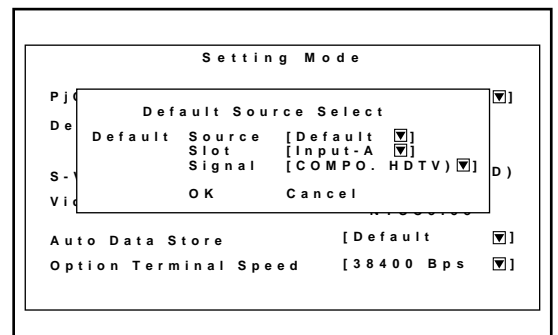 Setting Mode
Pj ▼]
De
Default Source Select
Default Source [Default ▼]
Slot [Input-A ▼]
Signal [COMPO. HDTV)▼]
S- D)
OK Cancel
Vi
Auto Data Store [Default ▼]
Option Terminal Speed [38400 Bps ▼]